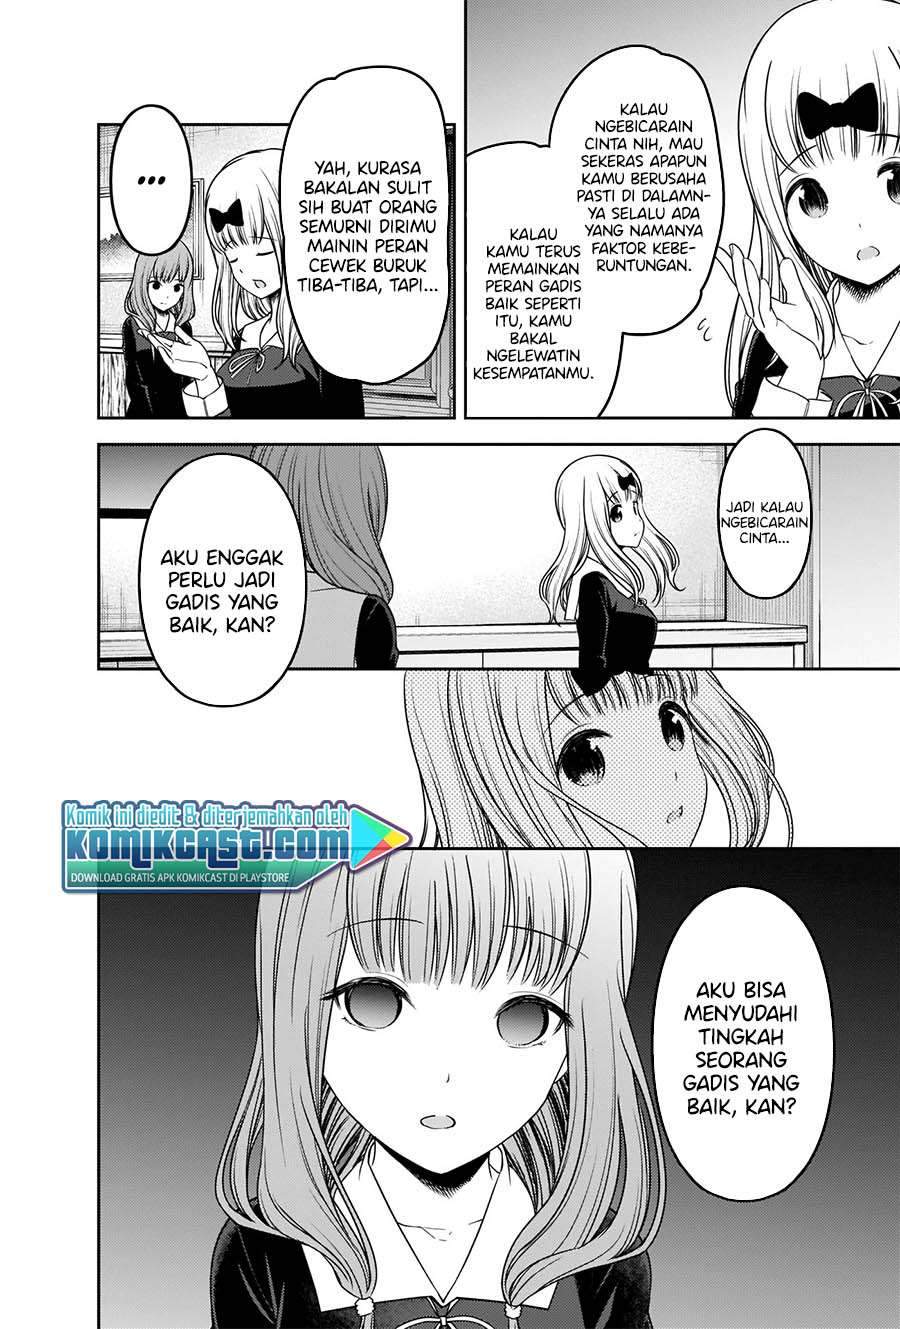 KALAU
NGEBICARAIN
CINTA NIH, MAU
SEKERAS APAPUN
KAMU BERUSAHA
PASTI DI DALAMN-
YA SELALU ADA
YANG NAMANYA
FAKTOR KEBE-
RUNTUNGAN.
KALAU
KAMU TERUS
MEMAINKAN
PERAN GADIS
BAIK SEPERTI
ITU, KAMU
BAKAL
NGELEWATIN
KESEMPATANMU.
YAH, KURASA
BAKALAN SULIT
SIH BUAT ORANG
SEMURNI DIRIMU
MAININ PERAN
CEWEK BURUK
TIBA-TIBA, TAPI...
...
JADI KALAU
NGEBICARAIN
CINTA...
AKU ENGGAK
PERLU JADI
GADIS YANG
BAIK, KAN?
Komik ini diedit & diterjemahkan oleh
KOMIKCAST.COM
DOWNLOAD GRATIS APK KOMIKCAST DI PLAYSTORE
AKU BISA
MENYUDAHI
TINGKAH
SEORANG
GADIS YANG
BAIK, KAN?